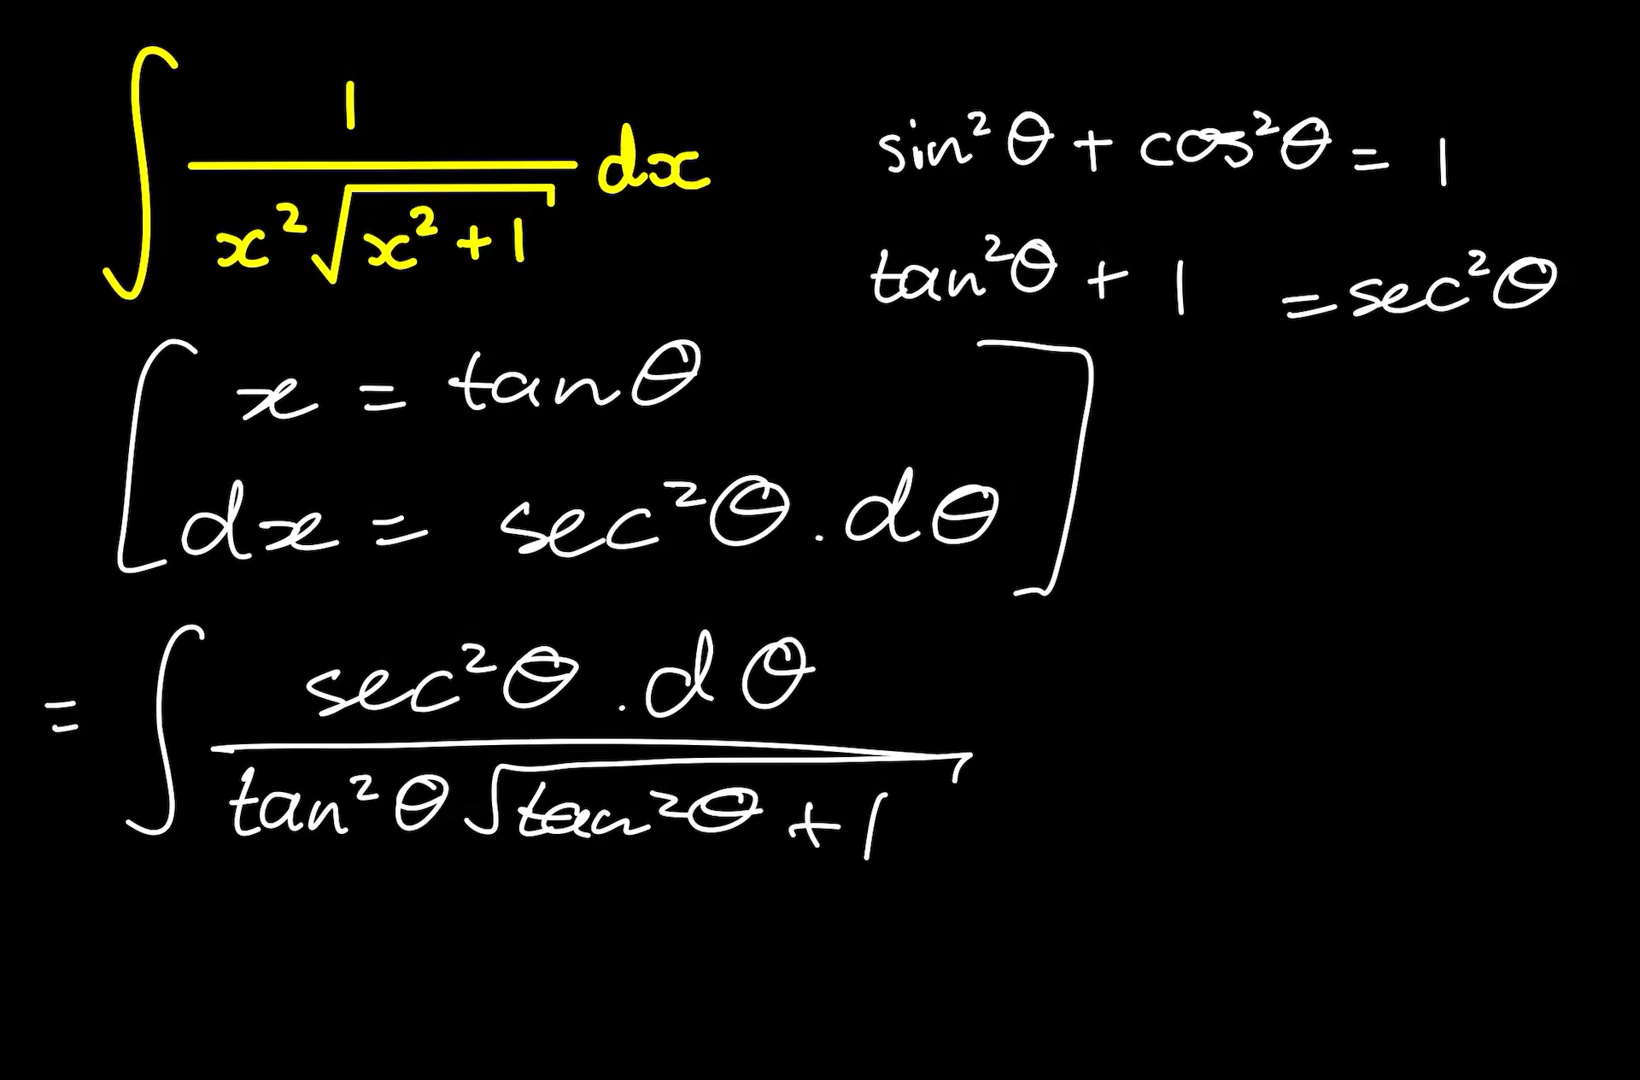 ∫ 1 / (x²√(x²+1)) dx
sin²θ + cos²θ = 1
tan²θ + 1 = sec²θ
[ x = tanθ
dx = sec²θ . dθ ]
= ∫ sec²θ . dθ / (tan²θ √(tan²θ + 1))